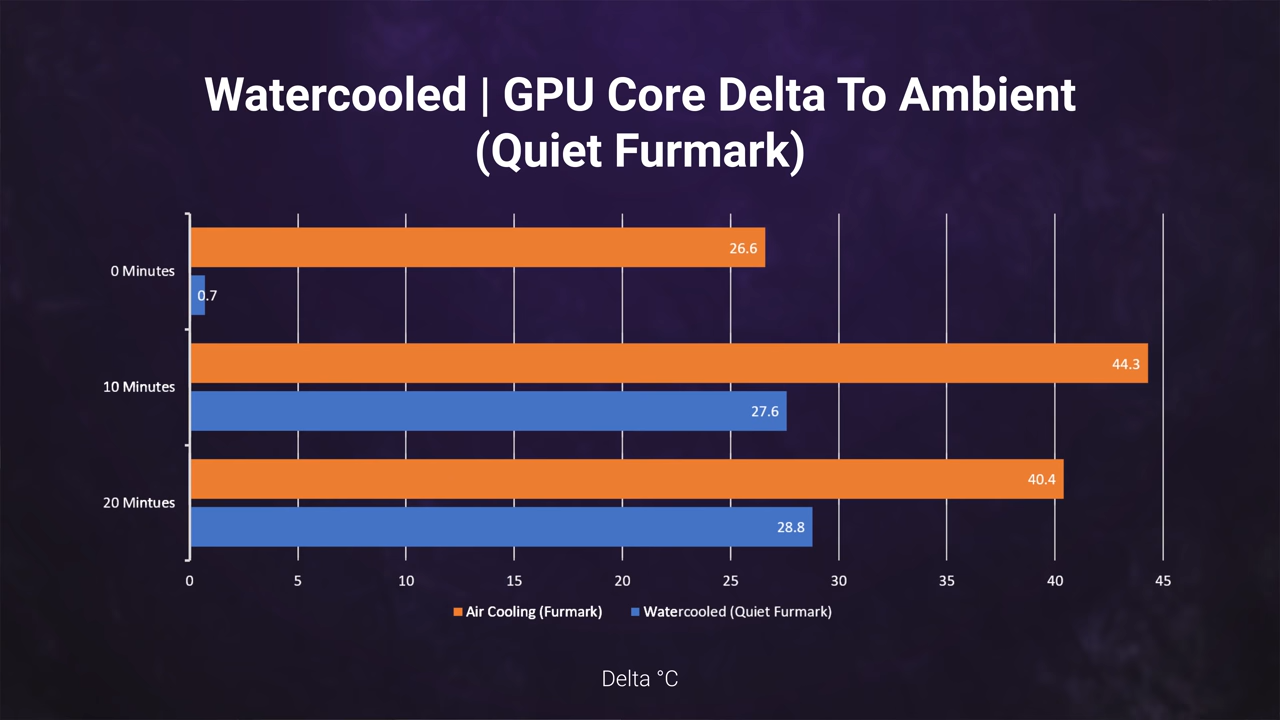 Watercooled | GPU Core Delta To Ambient
(Quiet Furmark)
26.6
0 Minutes
0.7
44.3
10 Minutes
27.6
40.4
20 Mintues
28.8
0 5 10 15 20 25 30 35 40 45
Air Cooling (Furmark) Watercooled (Quiet Furmark)
Delta °C